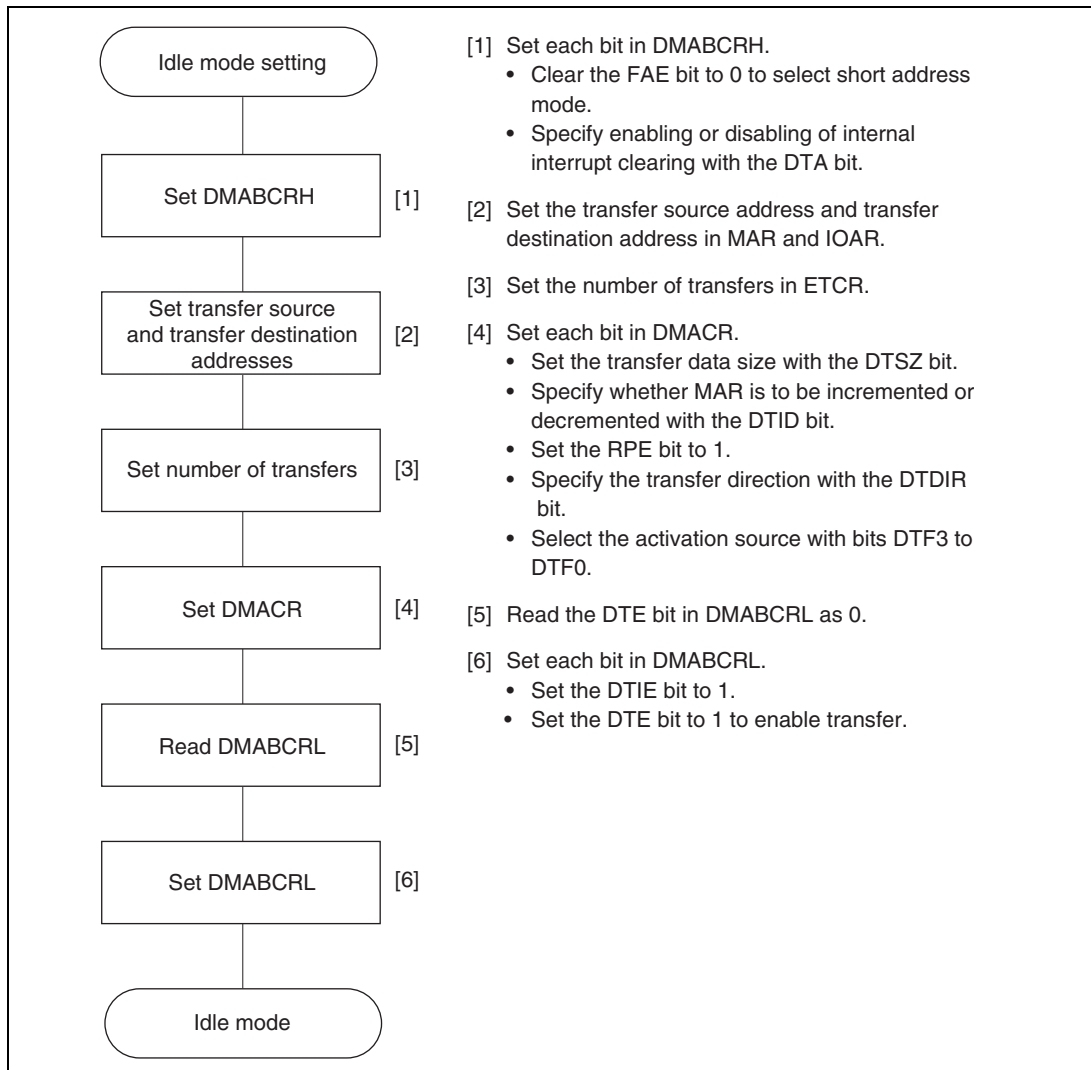 Idle mode setting
Set DMABCRH
[1]
Set transfer source
and transfer destination
addresses
[2]
Set number of transfers
[3]
Set DMACR
[4]
Read DMABCRL
[5]
Set DMABCRL
[6]
Idle mode
[1] Set each bit in DMABCRH.
• Clear the FAE bit to 0 to select short address
mode.
• Specify enabling or disabling of internal
interrupt clearing with the DTA bit.
[2] Set the transfer source address and transfer
destination address in MAR and IOAR.
[3] Set the number of transfers in ETCR.
[4] Set each bit in DMACR.
• Set the transfer data size with the DTSZ bit.
• Specify whether MAR is to be incremented or
decremented with the DTID bit.
• Set the RPE bit to 1.
• Specify the transfer direction with the DTDIR
bit.
• Select the activation source with bits DTF3 to
DTF0.
[5] Read the DTE bit in DMABCRL as 0.
[6] Set each bit in DMABCRL.
• Set the DTIE bit to 1.
• Set the DTE bit to 1 to enable transfer.